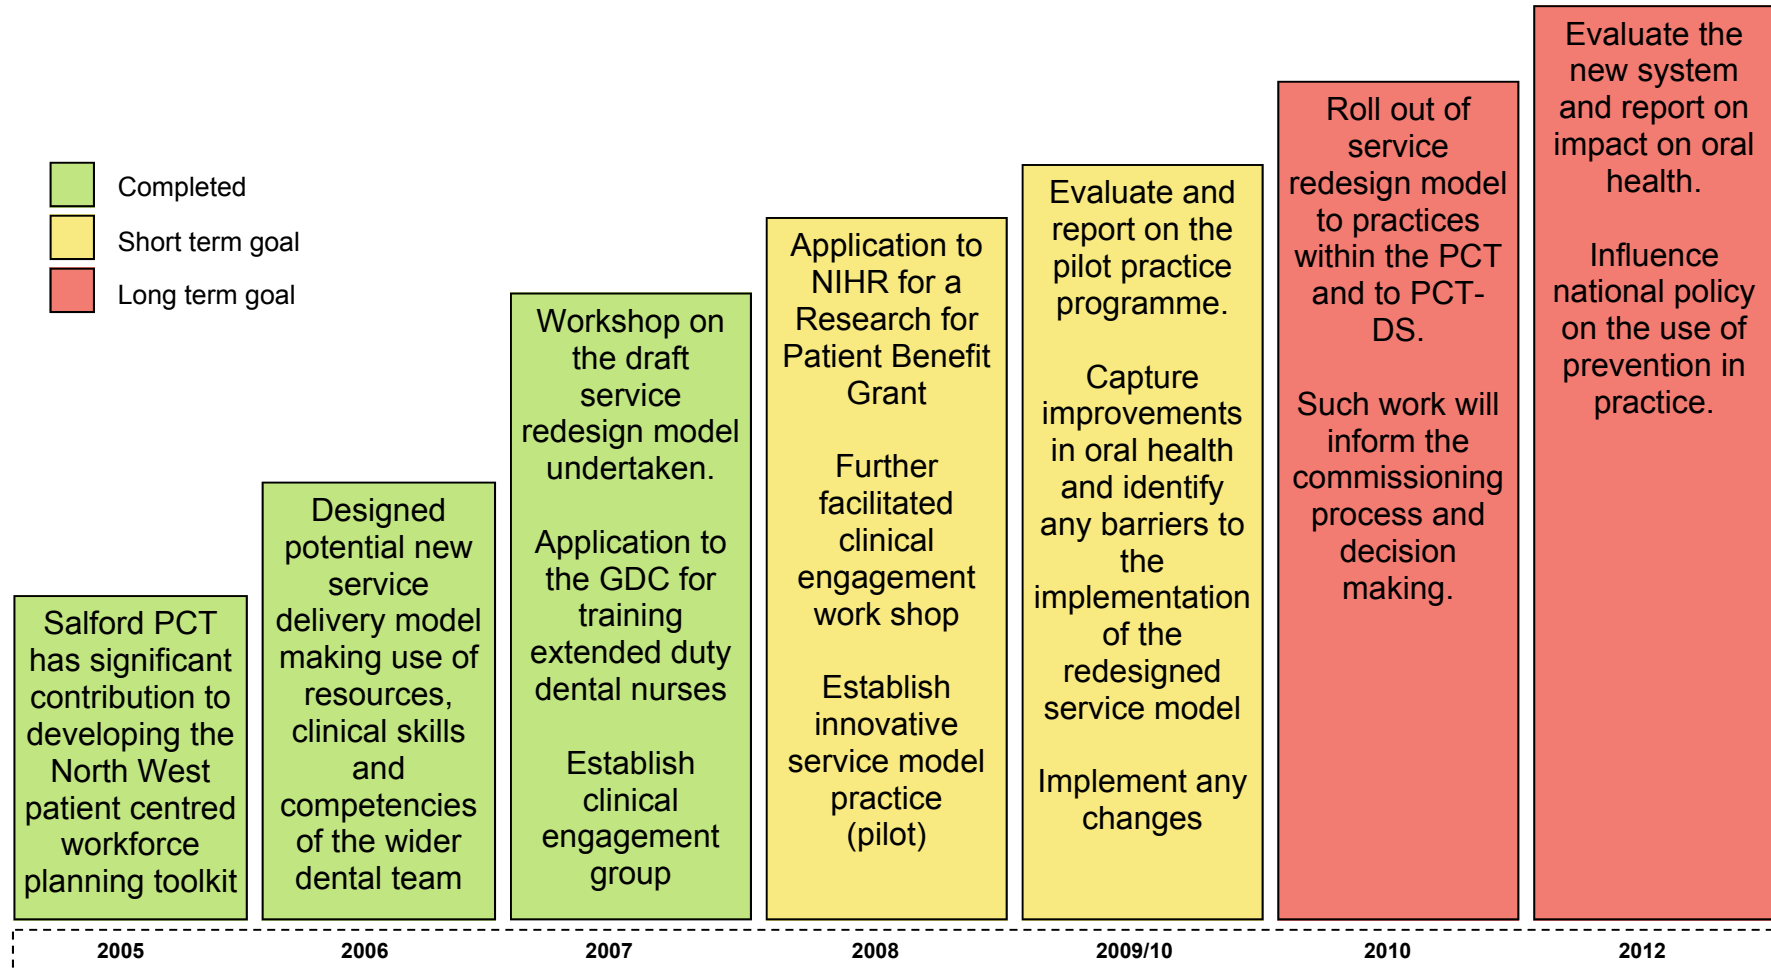 Completed
Short term goal
Long term goal
Salford PCT
has significant
contribution to
developing the
North West
patient centred
workforce
planning toolkit
Designed
potential new
service
delivery model
making use of
resources,
clinical skills
and
competencies
of the wider
dental team
Workshop on
the draft
service
redesign model
undertaken.
Application to
the GDC for
training
extended duty
dental nurses
Establish
clinical
engagement
group
Application to
NIHR for a
Research for
Patient Benefit
Grant
Further
facilitated
clinical
engagement
work shop
Establish
innovative
service model
practice
(pilot)
Evaluate and
report on the
pilot practice
programme.
Capture
improvements
in oral health
and identify
any barriers to
the
implementation
of the
redesigned
service model
Implement any
changes
Roll out of
service
redesign model
to practices
within the PCT
and to PCT-
DS.
Such work will
inform the
commissioning
process and
decision
making.
Evaluate the
new system
and report on
impact on oral
health.
Influence
national policy
on the use of
prevention in
practice.
2005
2006
2007
2008
2009/10
2010
2012